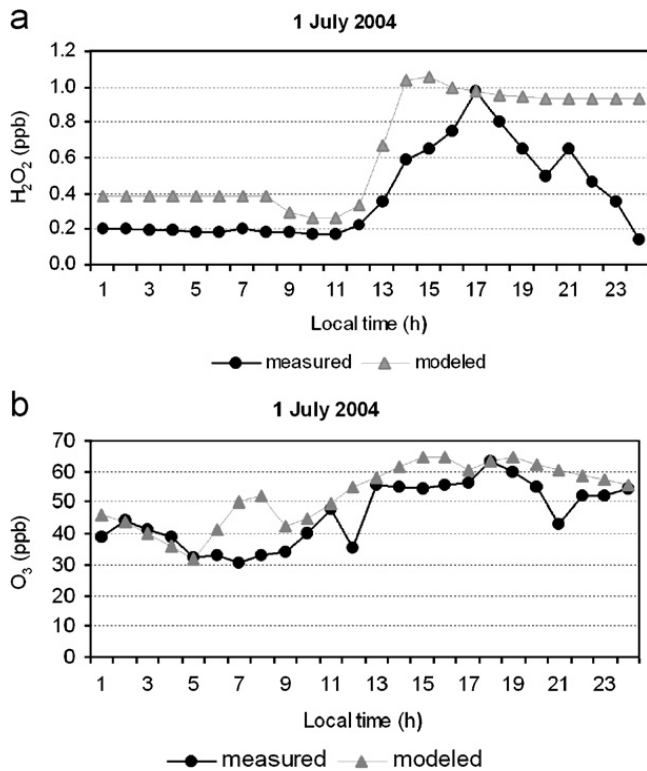 a
1 July 2004
H₂O₂ (ppb)
1.2
1.0
0.8
0.6
0.4
0.2
0.0
1 3 5 7 9 11 13 15 17 19 21 23
Local time (h)
measured modeled
b
1 July 2004
O₃ (ppb)
70
60
50
40
30
20
10
0
1 3 5 7 9 11 13 15 17 19 21 23
Local time (h)
measured modeled